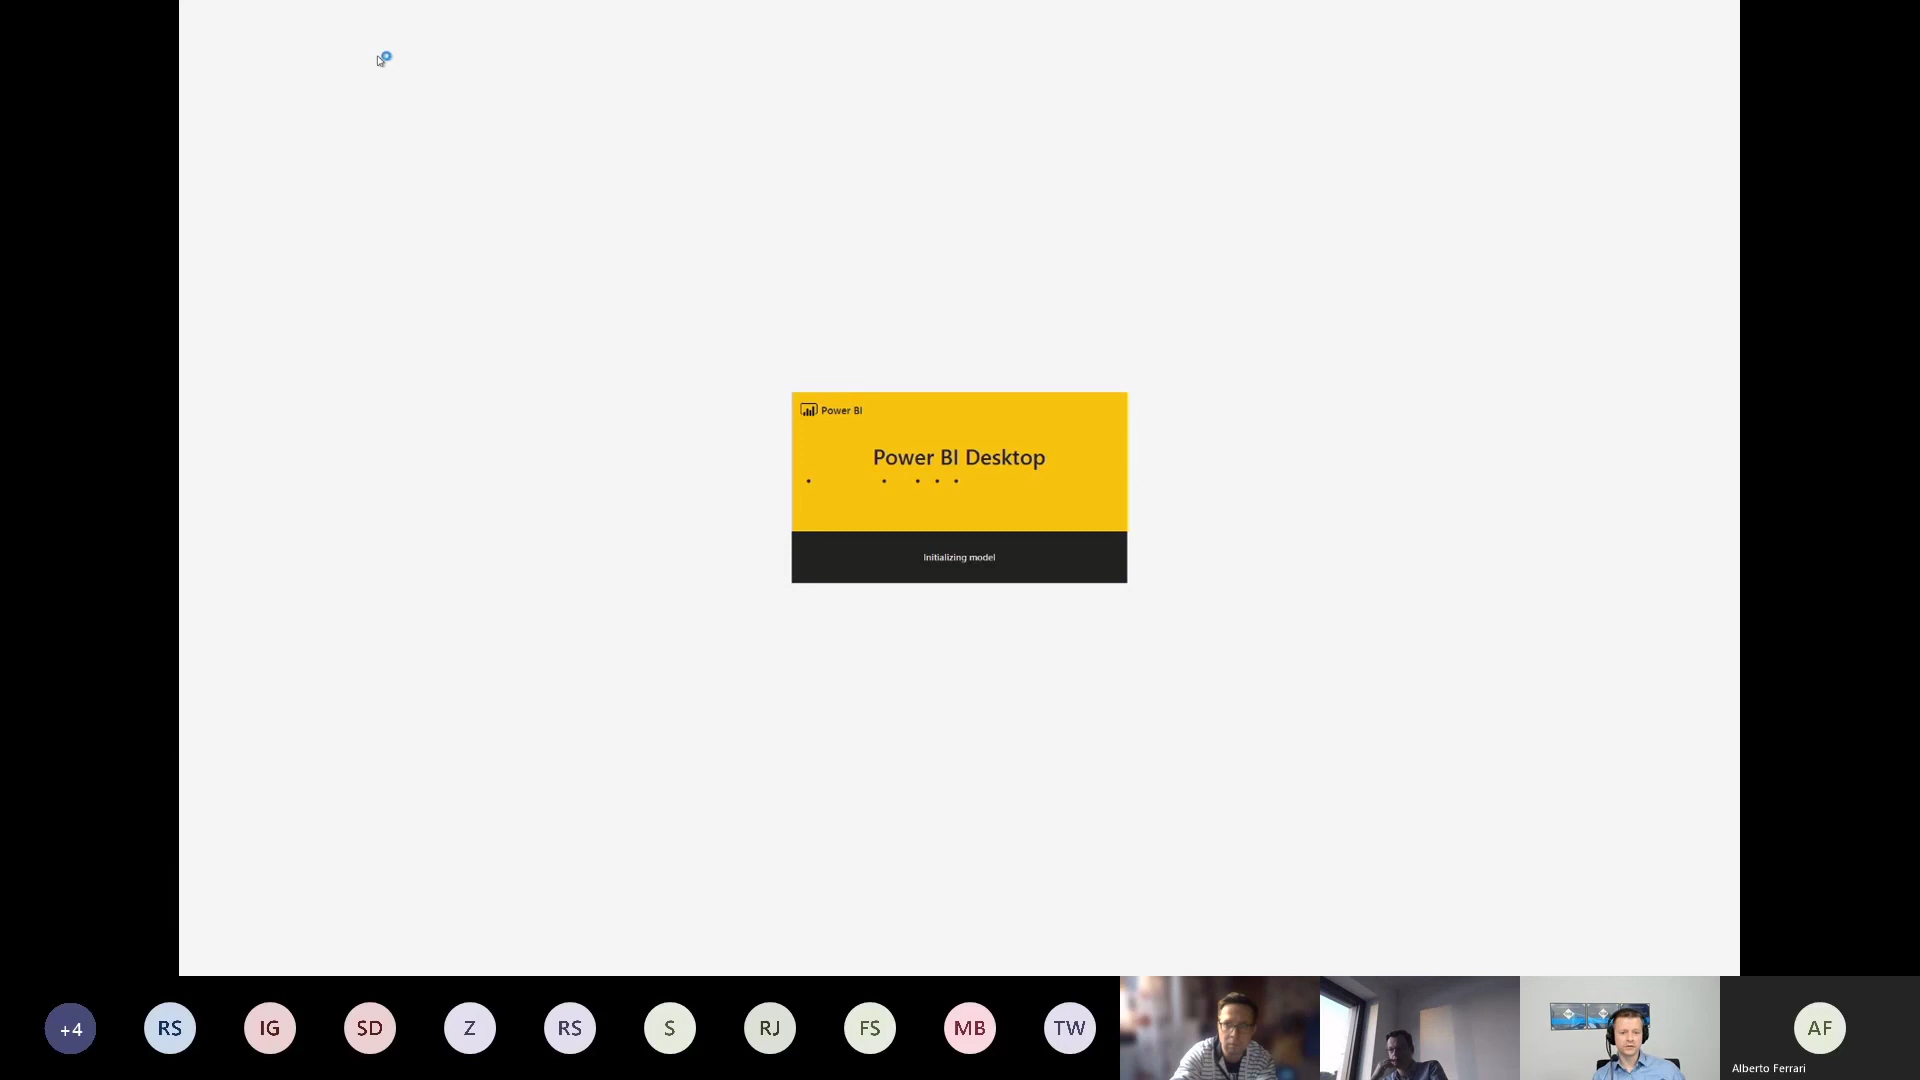 Power BI
Power BI Desktop
Initializing model
+4
RS
IG
SD
Z
RS
S
RJ
FS
MB
TW
AF
Alberto Ferrari